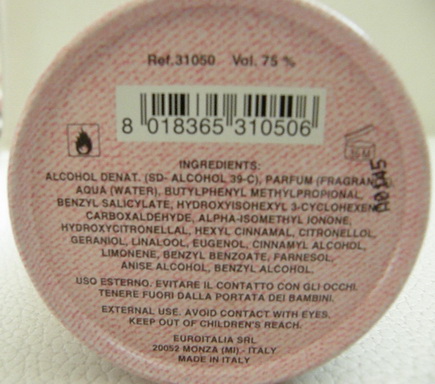 Ref.31050 Vol. 75 %
8 018365 310506
36 M
A0145
INGREDIENTS:
ALCOHOL DENAT. (SD- ALCOHOL 39-C), PARFUM (FRAGRAN
AQUA (WATER), BUTYLPHENYL METHYLPROPIONAL,
BENZYL SALICYLATE, HYDROXYISOHEXYL 3-CYCLOHEXEN
CARBOXALDEHYDE, ALPHA-ISOMETHYL IONONE,
HYDROXYCITRONELLAL, HEXYL CINNAMAL, CITRONELLOL,
GERANIOL, LINALOOL, EUGENOL, CINNAMYL ALCOHOL,
LIMONENE, BENZYL BENZOATE, FARNESOL,
ANISE ALCOHOL, BENZYL ALCOHOL.
USO ESTERNO. EVITARE IL CONTATTO CON GLI OCCHI.
TENERE FUORI DALLA PORTATA DEI BAMBINI.
EXTERNAL USE. AVOID CONTACT WITH EYES.
KEEP OUT OF CHILDREN'S REACH.
EUROITALIA SRL
20052 MONZA (MI) - ITALY
MADE IN ITALY